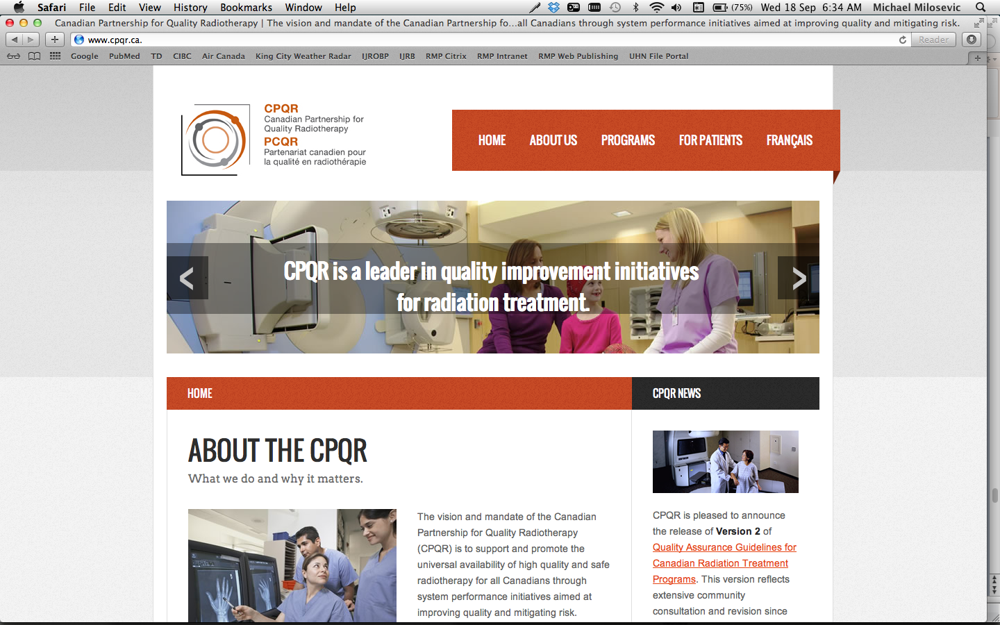 Safari File Edit View History Bookmarks Window Help (75%) Wed 18 Sep 6:34 AM Michael Milosevic
Canadian Partnership for Quality Radiotherapy | The vision and mandate of the Canadian Partnership fo...all Canadians through system performance initiatives aimed at improving quality and mitigating risk.
www.cpqr.ca. Reader
Google PubMed TD CIBC Air Canada King City Weather Radar IJROBP IJRB RMP Citrix RMP Intranet RMP Web Publishing UHN File Portal
CPQR
Canadian Partnership for
Quality Radiotherapy
PCQR
Partenariat canadien pour
la qualité en radiothérapie
HOME ABOUT US PROGRAMS FOR PATIENTS FRANÇAIS
CPQR is a leader in quality improvement initiatives
for radiation treatment.
HOME
ABOUT THE CPQR
What we do and why it matters.
The vision and mandate of the Canadian
Partnership for Quality Radiotherapy
(CPQR) is to support and promote the
universal availability of high quality and safe
radiotherapy for all Canadians through
system performance initiatives aimed at
improving quality and mitigating risk.
CPQR NEWS
CPQR is pleased to announce
the release of Version 2 of
Quality Assurance Guidelines for
Canadian Radiation Treatment
Programs. This version reflects
extensive community
consultation and revision since